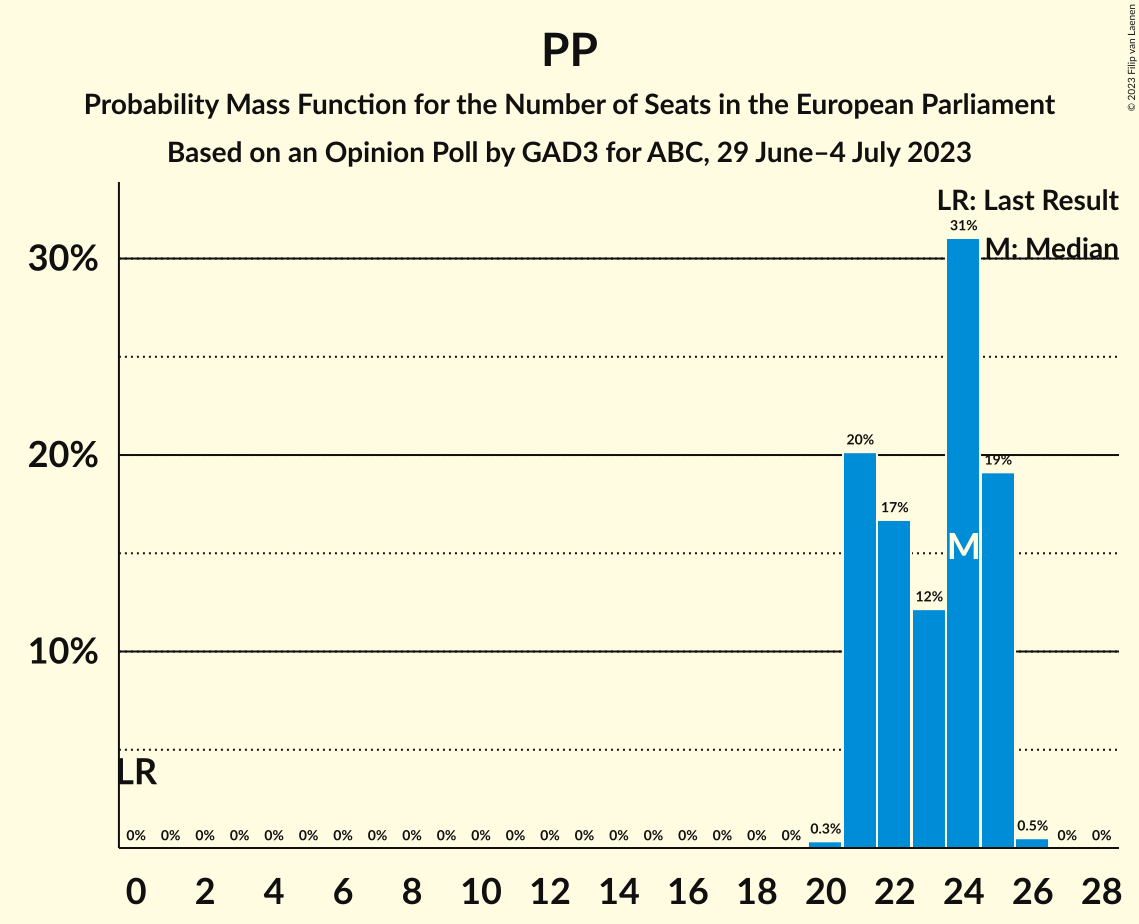 PP
Probability Mass Function for the Number of Seats in the European Parliament
Based on an Opinion Poll by GAD3 for ABC, 29 June–4 July 2023
© 2023 Filip van Laenen
LR: Last Result
M: Median
30%
20%
10%
31%
20%
19%
17%
12%
M
LR
0% 0% 0% 0% 0% 0% 0% 0% 0% 0% 0% 0% 0% 0% 0% 0% 0% 0% 0% 0% 0.3% 0.5% 0% 0%
0 2 4 6 8 10 12 14 16 18 20 22 24 26 28